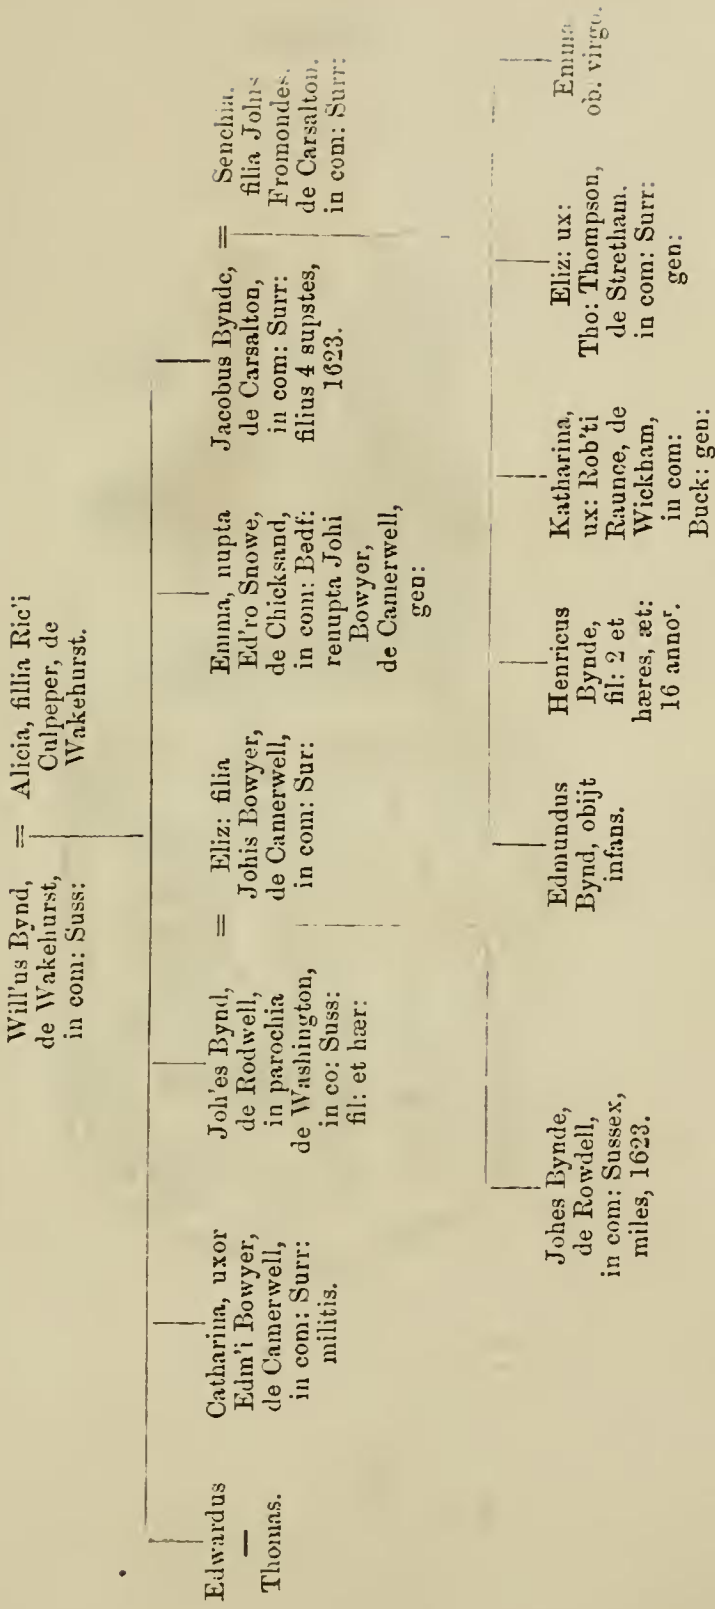 Will'us Bynd,
de Wakehurst,
in com: Suss:
=
Alicia, fillia Ric'i
Culpeper, de
Wakehurst.
Edwardus
—
Thomas.
Catharina, uxor
Edm'i Bowyer,
de Camerwell,
in com: Surr:
militis.
Joh'es Bynd,
de Rodwell,
in parochia
de Washington,
in co: Suss:
fil: et hær:
=
Eliz: filia
Johis Bowyer,
de Camerwell,
in com: Sur:
Emma, nupta
Ed'ro Snowe,
de Chicksand,
in com: Bedf:
renupta Johi
Bowyer,
de Camerwell,
gen:
Jacobus Bynde,
de Carsalton,
in com: Surr:
filius 4 supstes,
1623.
=
Senchia.
filia Johis
Fromondes.
de Carsalton.
in com: Surr:
Johes Bynde,
de Rowdell,
in com: Sussex,
miles, 1623.
Edmundus
Bynd, obijt
infans.
Henricus
Bynde,
fil: 2 et
hæres, æt:
16 annoʳ.
Katharina,
ux: Rob'ti
Raunce, de
Wickham,
in com:
Buck: gen:
Eliz: ux:
Tho: Thompson,
de Stretham.
in com: Surr:
gen:
Emma
ob: virgo.